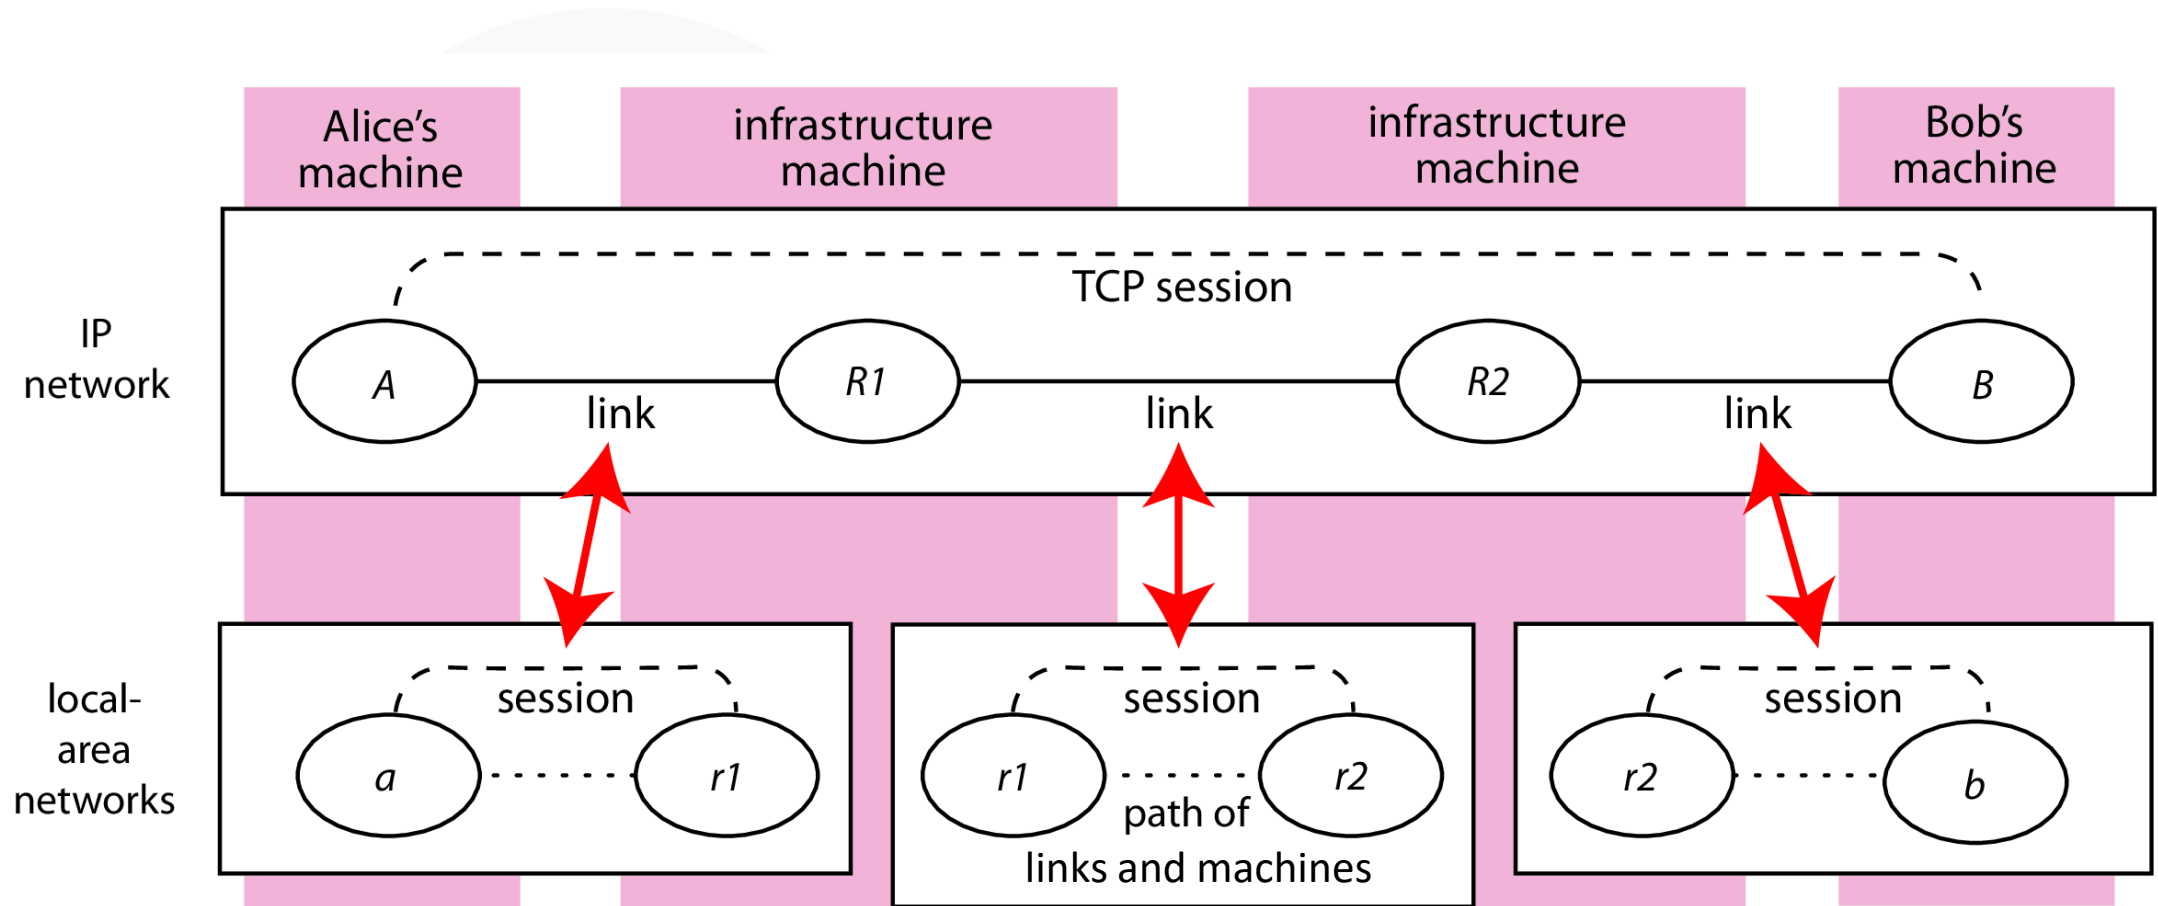 Alice's
machine
infrastructure
machine
infrastructure
machine
Bob's
machine
IP
network
TCP session
A
R1
R2
B
link
link
link
local-
area
networks
session
a
r1
session
r1
r2
path of
links and machines
session
r2
b